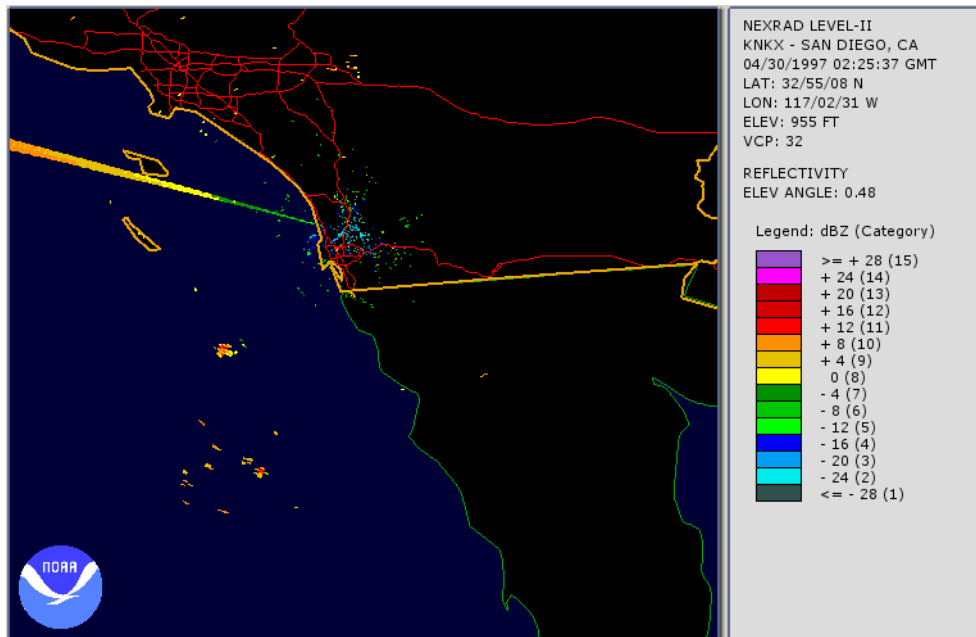 NEXRAD LEVEL-II
KNKX - SAN DIEGO, CA
04/30/1997 02:25:37 GMT
LAT: 32/55/08 N
LON: 117/02/31 W
ELEV: 955 FT
VCP: 32
REFLECTIVITY
ELEV ANGLE: 0.48
Legend: dBZ (Category)
>= + 28 (15)
+ 24 (14)
+ 20 (13)
+ 16 (12)
+ 12 (11)
+ 8 (10)
+ 4 (9)
0 (8)
- 4 (7)
- 8 (6)
- 12 (5)
- 16 (4)
- 20 (3)
- 24 (2)
<= - 28 (1)
NOAA